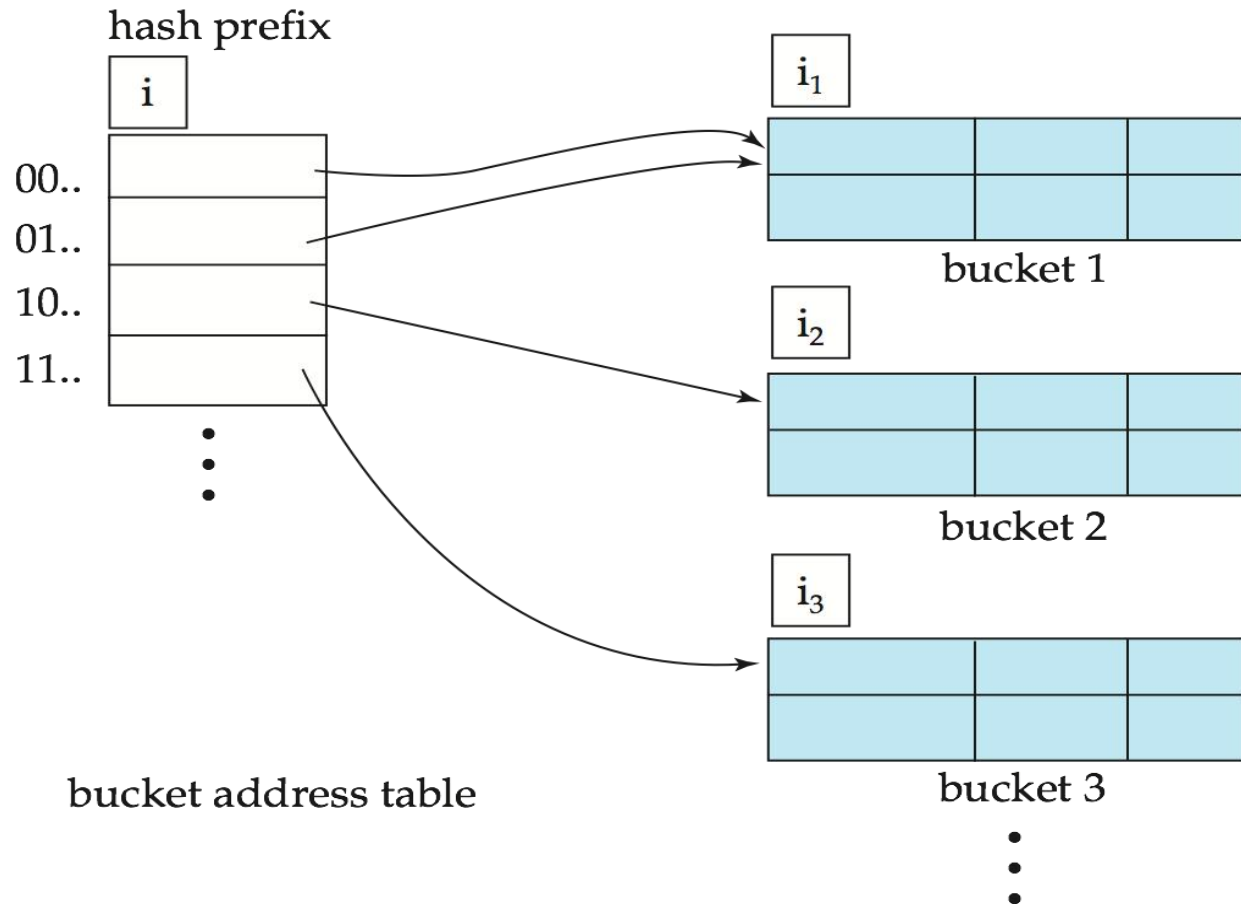 hash prefix
i
00..
01..
10..
11..
bucket address table
i₁
bucket 1
i₂
bucket 2
i₃
bucket 3